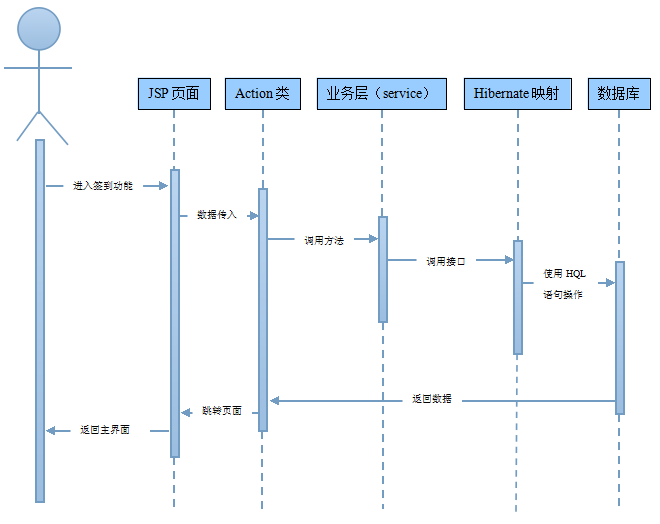 JSP 页面
Action 类
业务层（service）
Hibernate 映射
数据库
进入签到功能
数据传入
调用方法
调用接口
使用 HQL
语句操作
返回数据
跳转页面
返回主界面